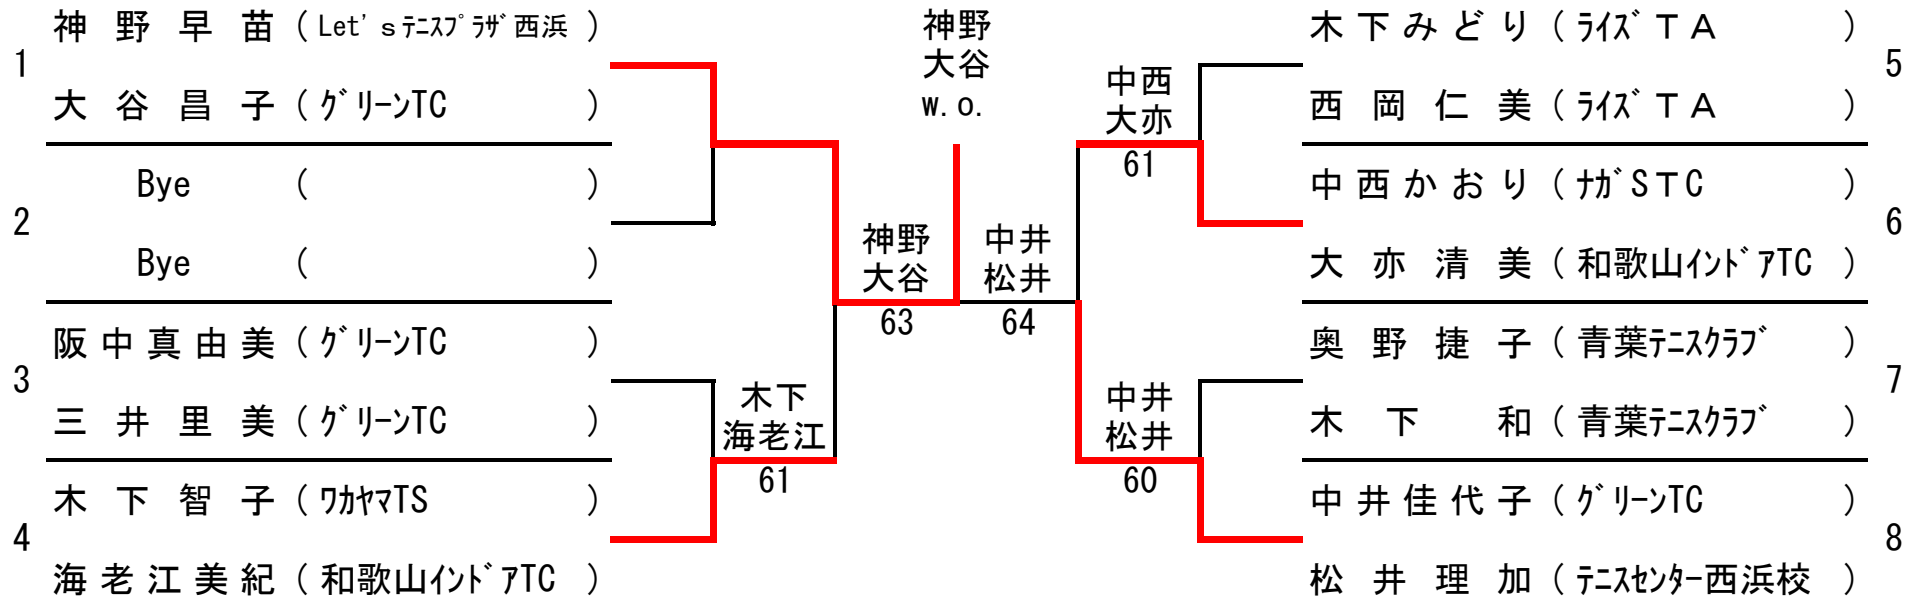 1
神野早苗（Let'sﾃﾆｽﾌﾟﾗｻﾞ西浜）
大谷昌子（ｸﾞﾘｰﾝTC）
2
Bye（ ）
Bye（ ）
3
阪中真由美（ｸﾞﾘｰﾝTC）
三井里美（ｸﾞﾘｰﾝTC）
4
木下智子（ﾜｶﾔﾏTS）
海老江美紀（和歌山ｲﾝﾄﾞｱTC）
木下
海老江
61
神野
大谷
63
神野
大谷
w.o.
中井
松井
64
中西
大亦
61
中井
松井
60
木下みどり（ﾗｲｽﾞＴＡ）
西岡仁美（ﾗｲｽﾞＴＡ）
5
中西かおり（ﾅｶﾞSＴC）
大亦清美（和歌山ｲﾝﾄﾞｱTC）
6
奥野捷子（青葉ﾃﾆｽｸﾗﾌﾞ）
木下和（青葉ﾃﾆｽｸﾗﾌﾞ）
7
中井佳代子（ｸﾞﾘｰﾝTC）
松井理加（ﾃﾆｽｾﾝﾀｰ西浜校）
8